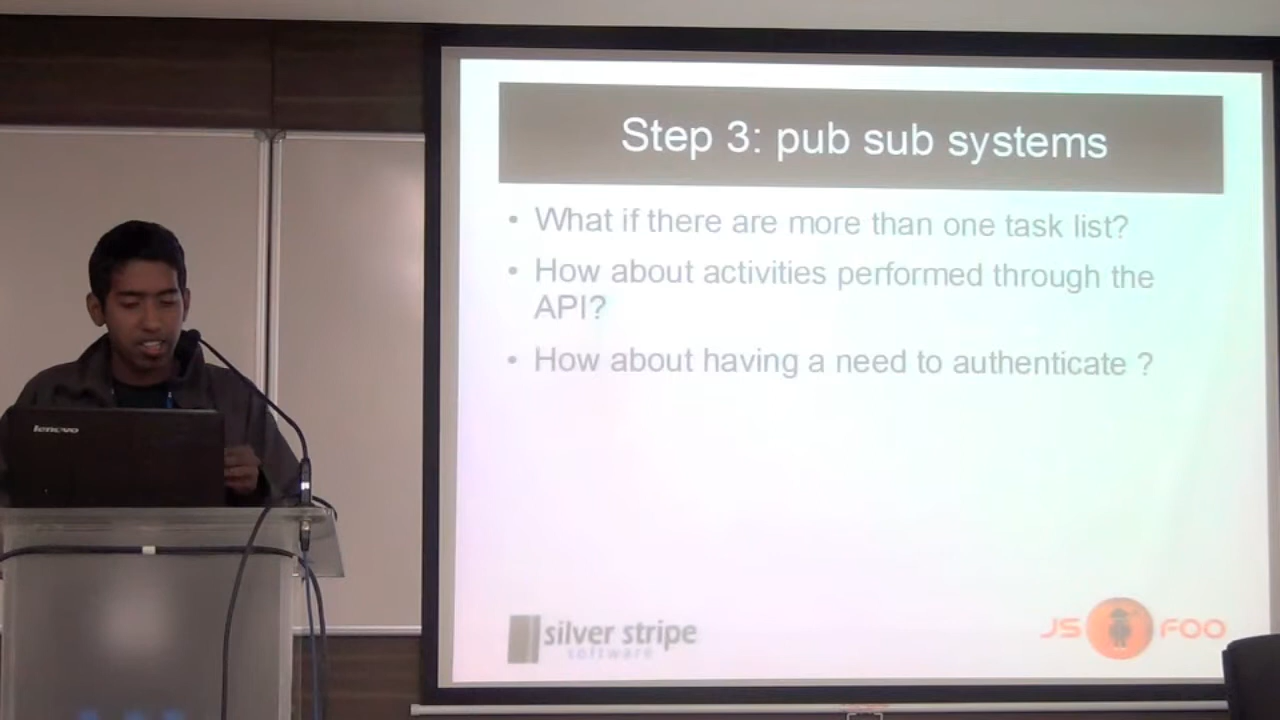 Step 3: pub sub systems
• What if there are more than one task list?
• How about activities performed through the
API?
• How about having a need to authenticate ?
lenovo
silver stripe
software
JS FOO